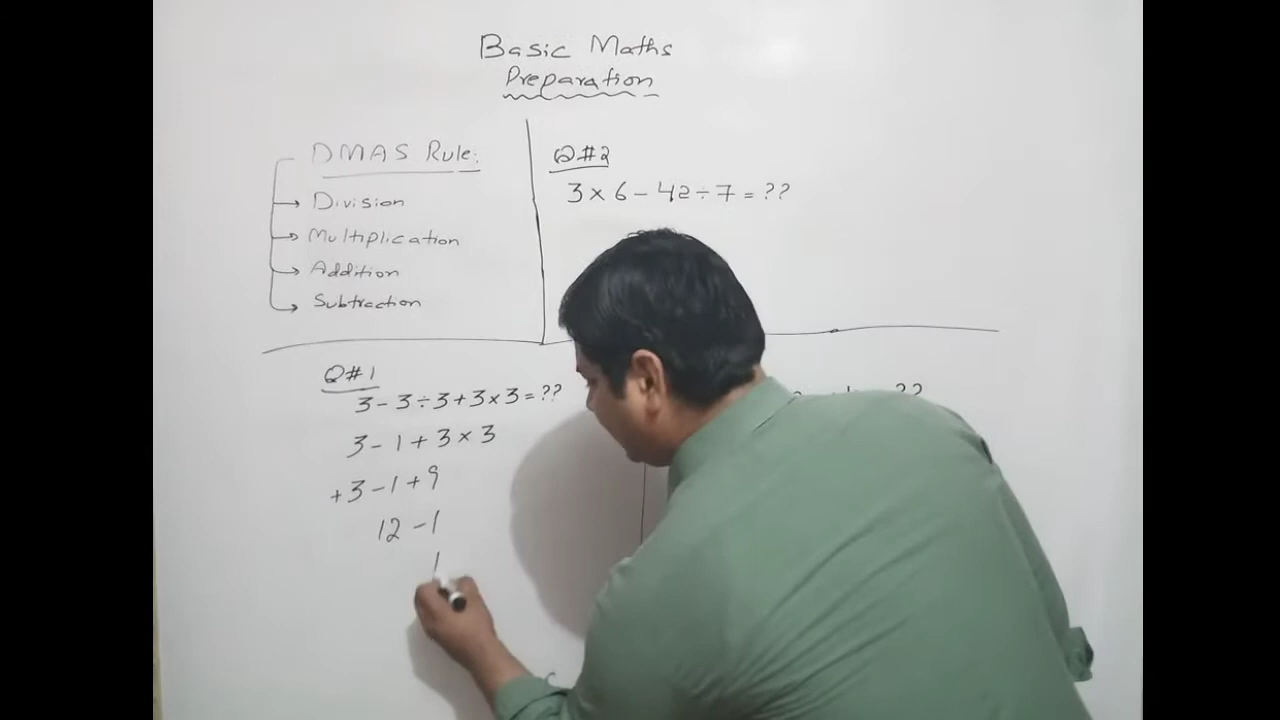 Basic Maths
Preparation
DMAS Rule:
Division
Multiplication
Addition
Subtraction
Q#2
3×6-42÷7=??
Q#1
3-3÷3+3×3=??
3-1+3×3
+3-1+9
12-1
1
??